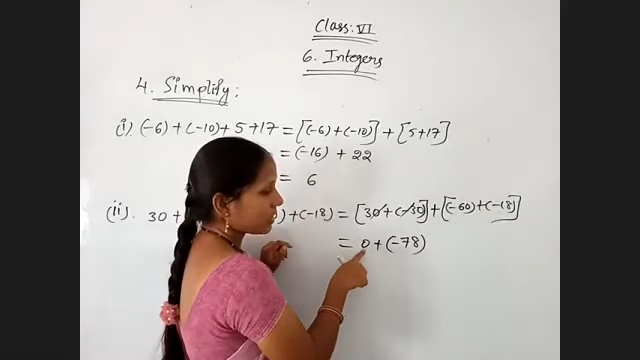 Class: VI
6. Integers
4. Simplify:
(i). (-6) + (-10) + 5 + 17 = [(-6) + (-10)] + [5+17]
= (-16) + 22
= 6
(ii). 30 + ) + (-18) = [30 + (-30)] + [(-60) + (-18)]
= 0 + (-78)